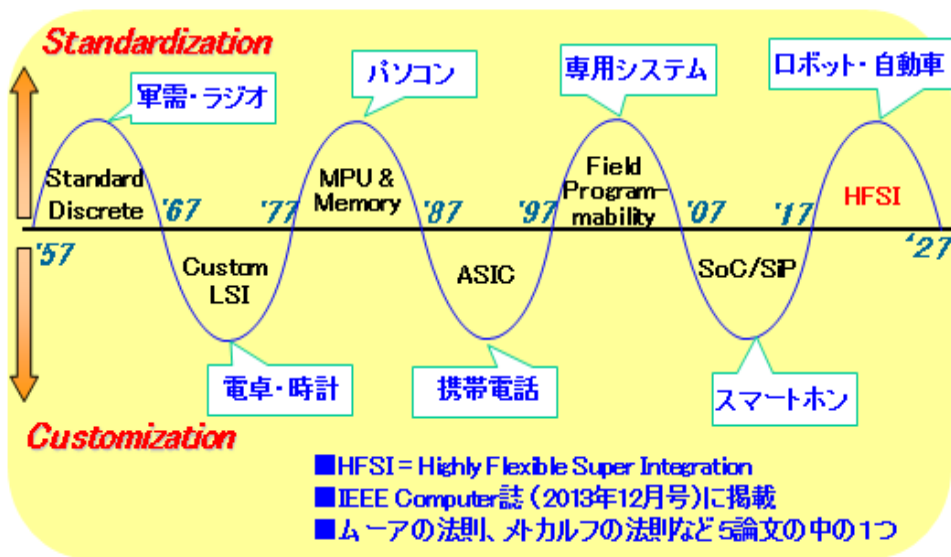 Standardization
軍需・ラジオ
パソコン
専用システム
ロボット・自動車
Standard
Discrete
MPU &
Memory
Field
Program-
mability
HFSI
'57
'67
'77
'87
'97
'07
'17
'27
Custom
LSI
ASIC
SoC/SiP
電卓・時計
携帯電話
スマートホン
Customization
■HFSI = Highly Flexible Super Integration
■IEEE Computer誌（2013年12月号）に掲載
■ムーアの法則、メトカルフの法則など5論文の中の1つ